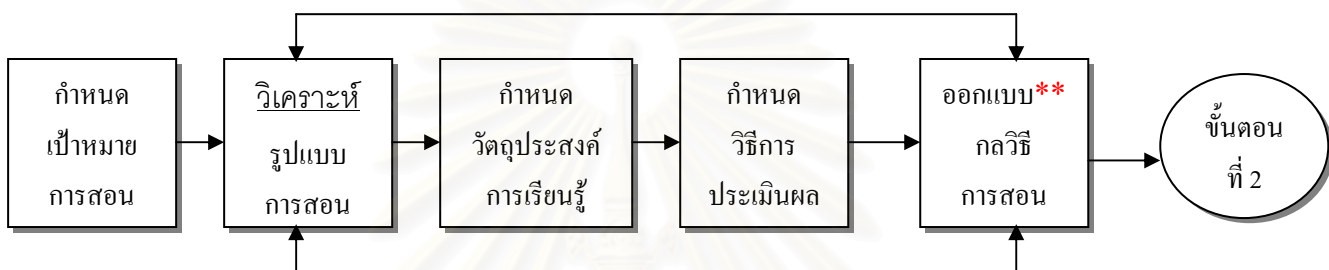 กำหนด
เป้าหมาย
การสอน
วิเคราะห์
รูปแบบ
การสอน
กำหนด
วัตถุประสงค์
การเรียนรู้
กำหนด
วิธีการ
ประเมินผล
ออกแบบ**
กลวิธี
การสอน
ขั้นตอน
ที่ 2